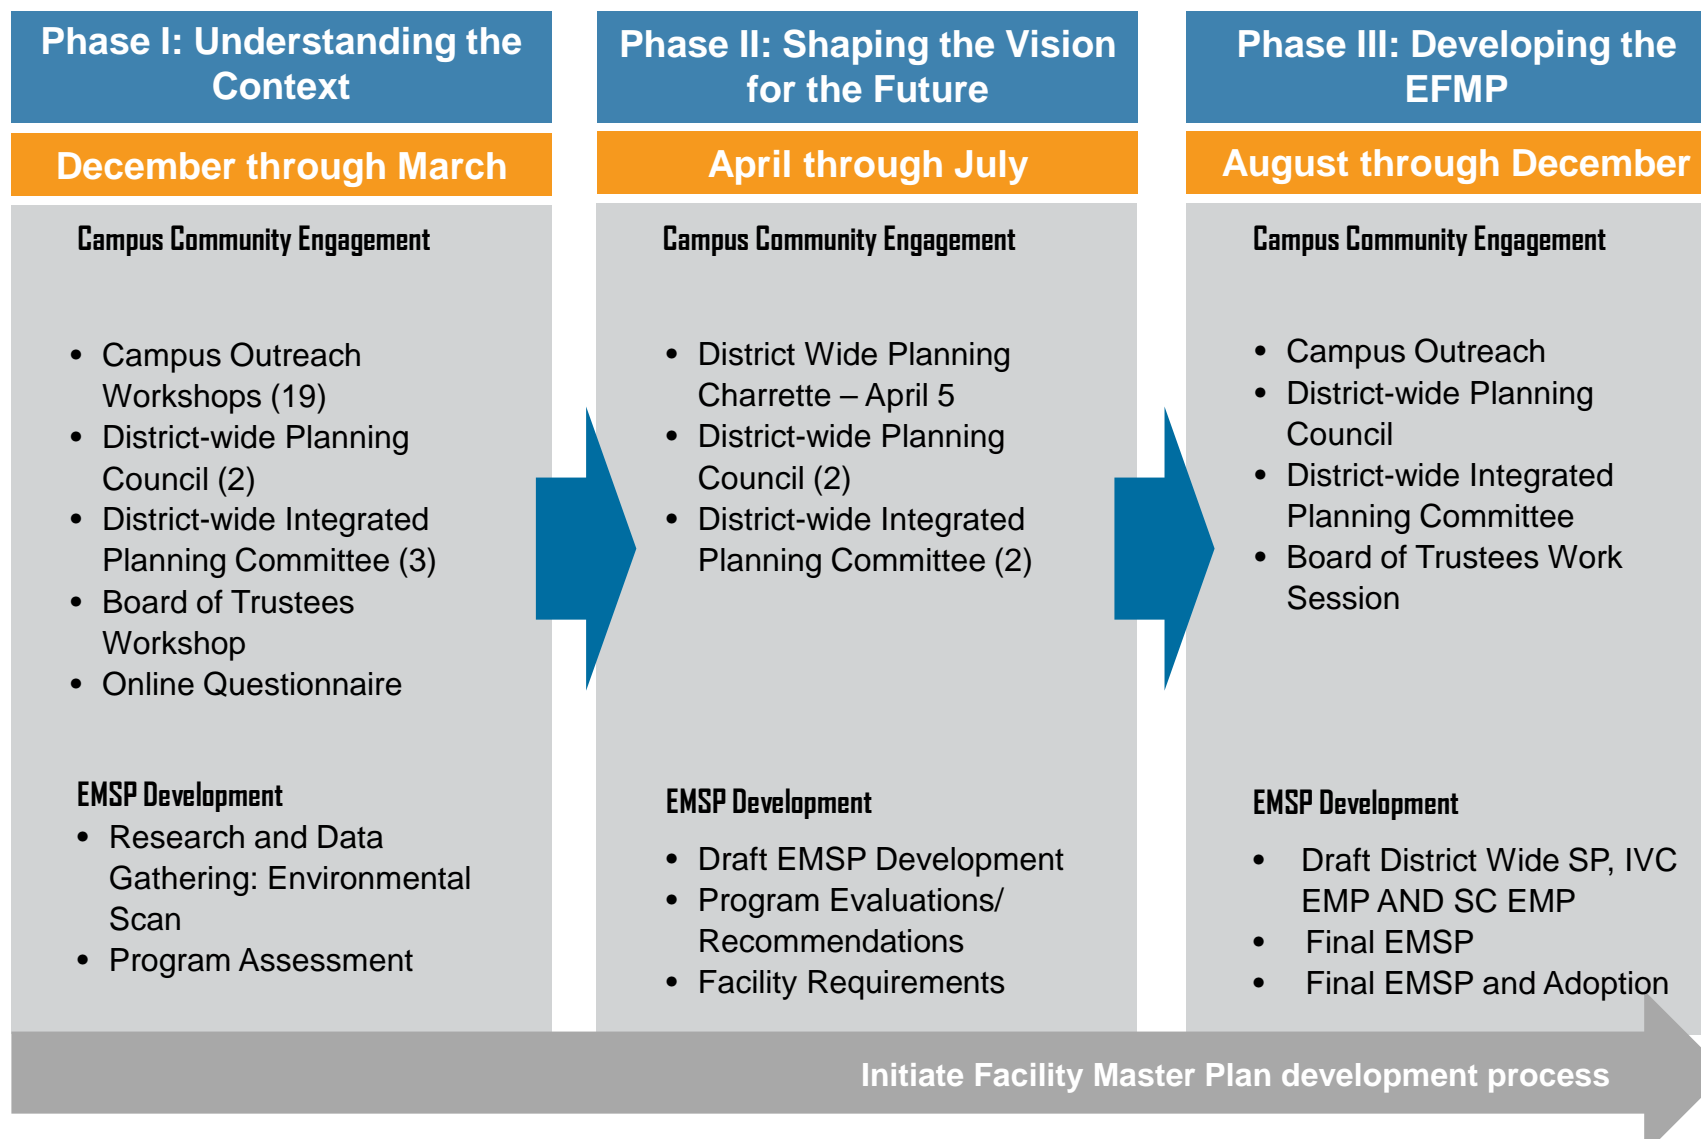 Phase I: Understanding the
Context
December through March
Campus Community Engagement
• Campus Outreach
Workshops (19)
• District-wide Planning
Council (2)
• District-wide Integrated
Planning Committee (3)
• Board of Trustees
Workshop
• Online Questionnaire
EMSP Development
• Research and Data
Gathering: Environmental
Scan
• Program Assessment
Phase II: Shaping the Vision
for the Future
April through July
Campus Community Engagement
• District Wide Planning
Charrette – April 5
• District-wide Planning
Council (2)
• District-wide Integrated
Planning Committee (2)
EMSP Development
• Draft EMSP Development
• Program Evaluations/
Recommendations
• Facility Requirements
Phase III: Developing the
EFMP
August through December
Campus Community Engagement
• Campus Outreach
• District-wide Planning
Council
• District-wide Integrated
Planning Committee
• Board of Trustees Work
Session
EMSP Development
• Draft District Wide SP, IVC
EMP AND SC EMP
• Final EMSP
• Final EMSP and Adoption
Initiate Facility Master Plan development process